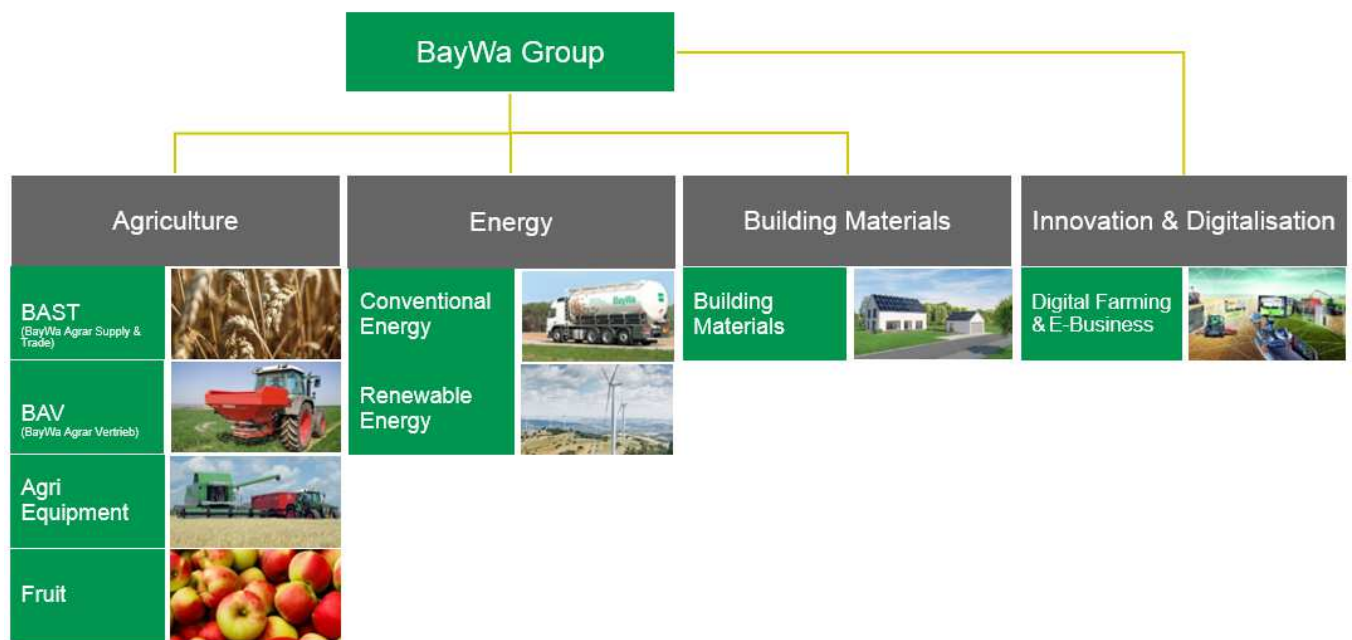 BayWa Group
Agriculture
Energy
Building Materials
Innovation & Digitalisation
BAST
(BayWa Agrar Supply &
Trade)
BAV
(BayWa Agrar Vertrieb)
Agri
Equipment
Fruit
Conventional
Energy
BayWa
Renewable
Energy
Building
Materials
Digital Farming
& E-Business